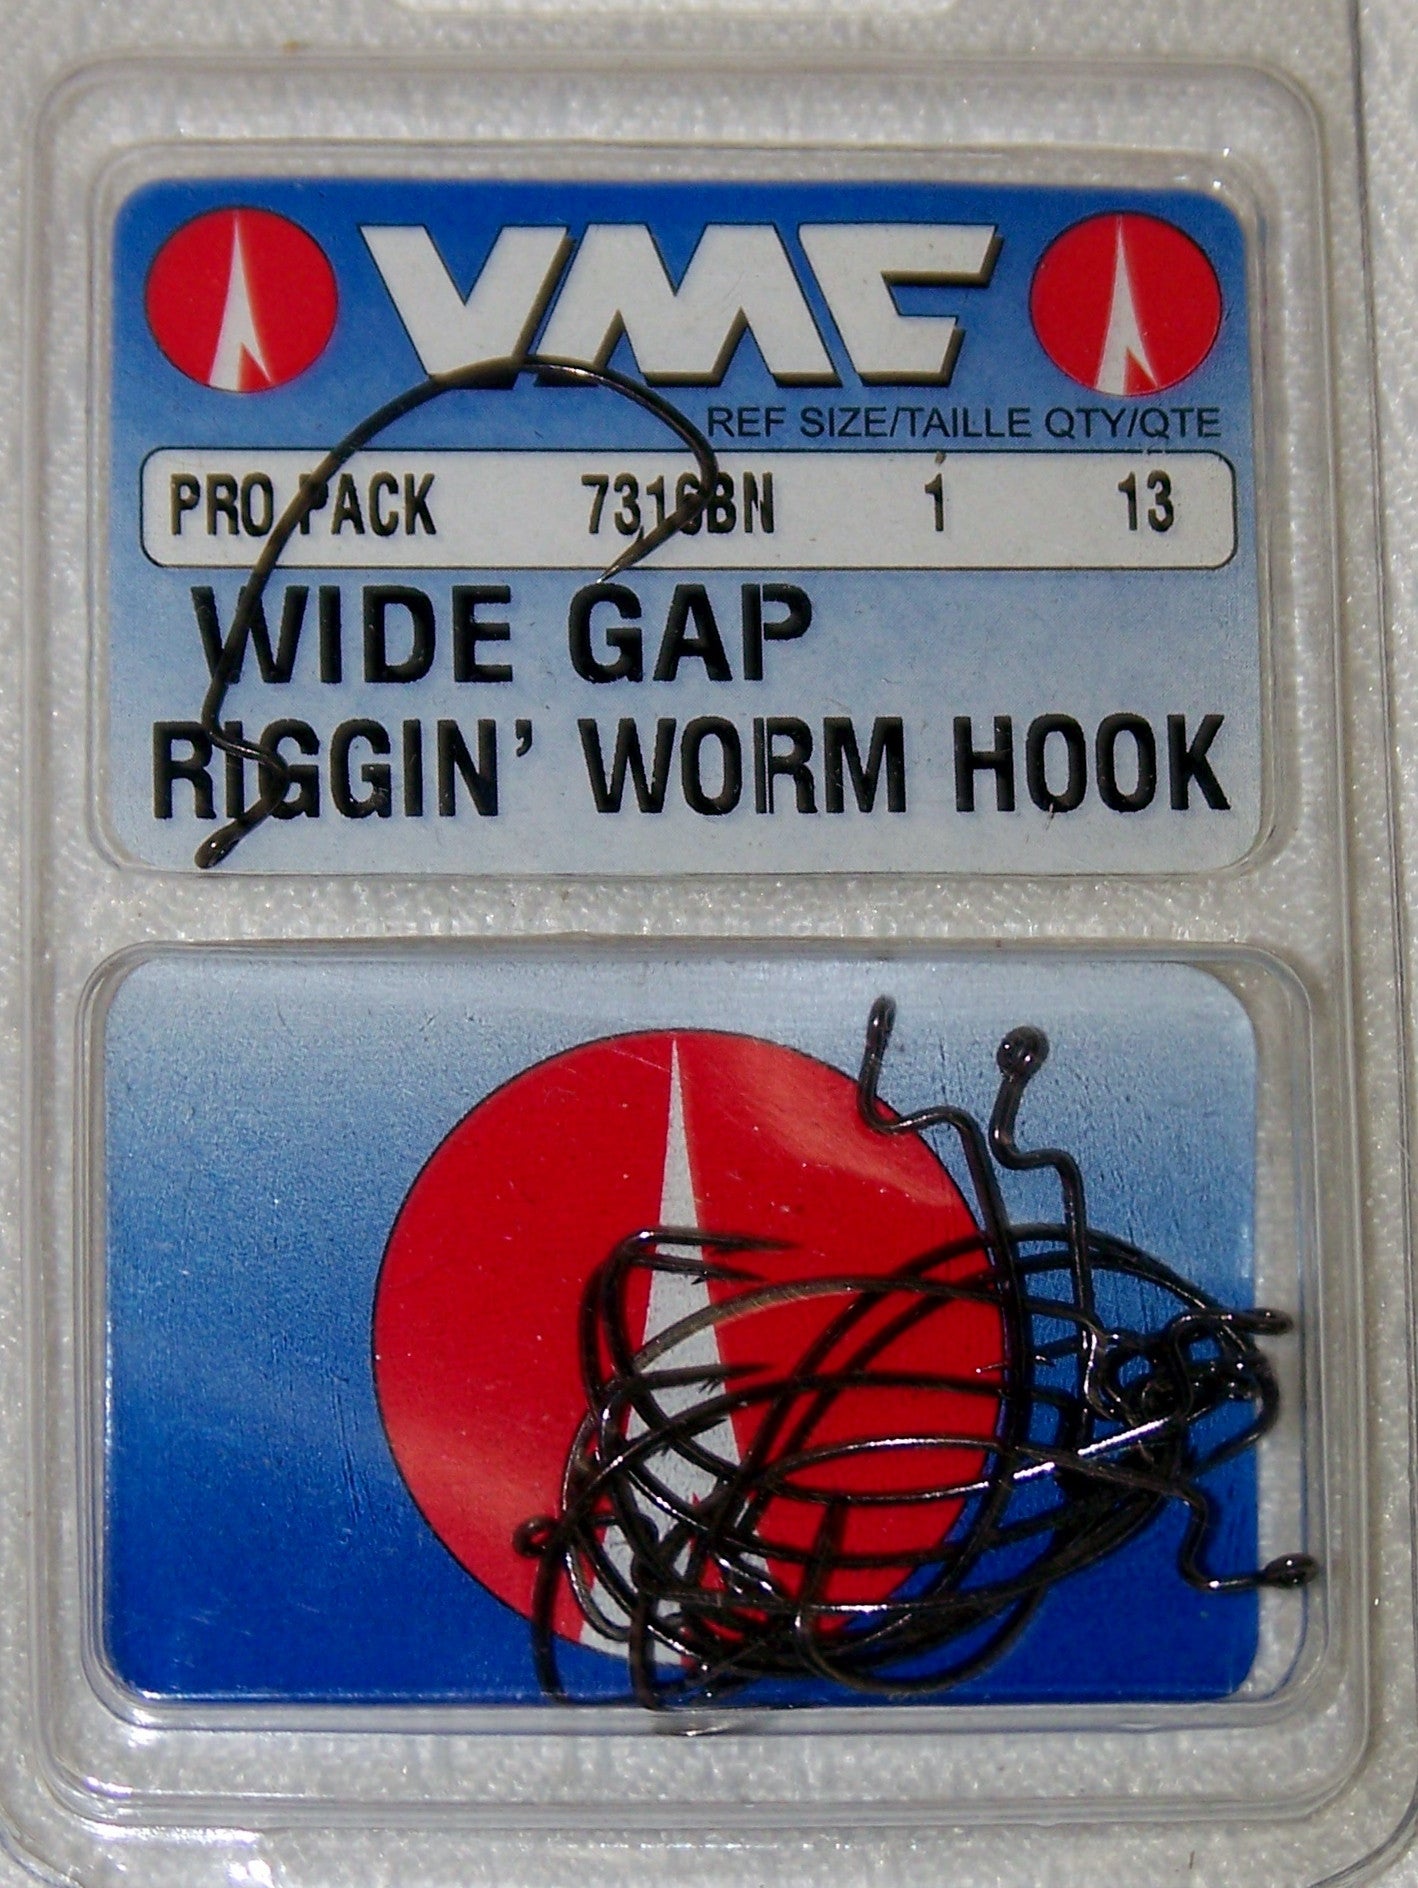 VMC
REF SIZE/TAILLE QTY/QTE
PRO PACK 7316BN 1 13
WIDE GAP
RIGGIN' WORM HOOK